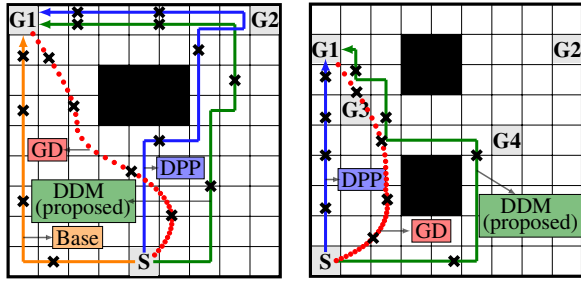 G1
G2
GD
DPP
DDM
(proposed)
Base
S
G1
G2
G3
G4
DPP
DDM
(proposed)
GD
S